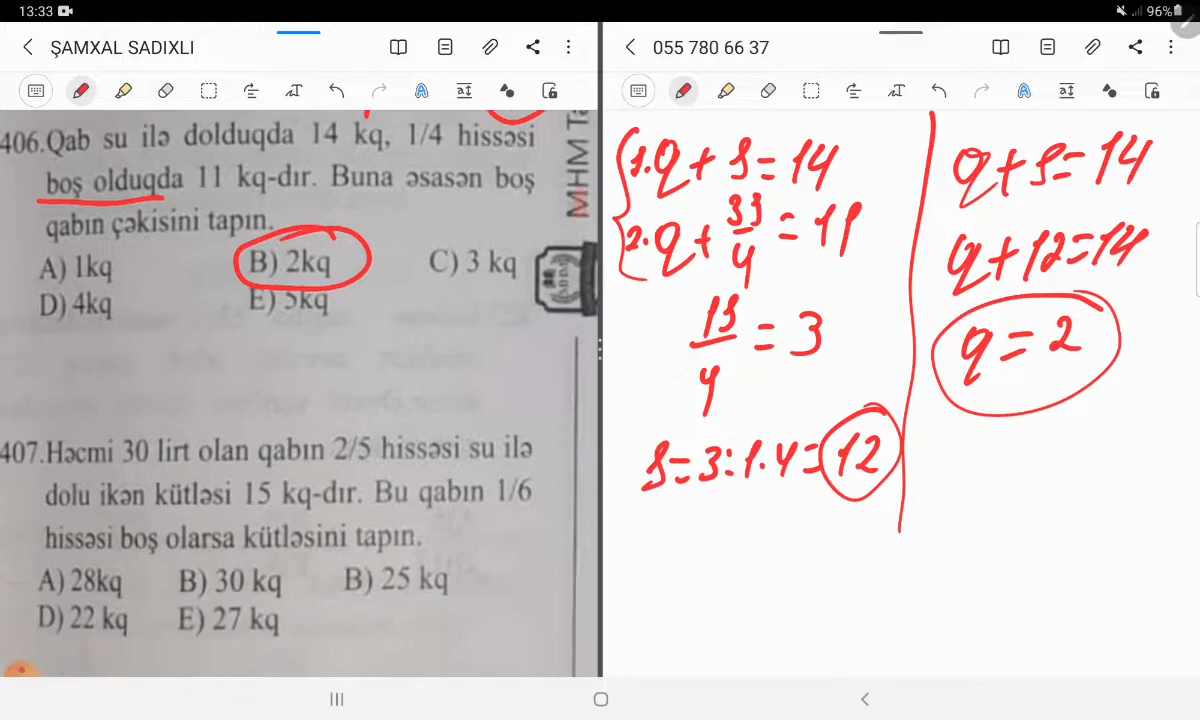 13:33
96%
ŞAMXAL SADIXLI
055 780 66 37
406.Qab su ilə dolduqda 14 kq, 1/4 hissəsi
boş olduqda 11 kq-dır. Buna əsasən boş
qabın çəkisini tapın.
A) 1kq B) 2kq C) 3 kq
D) 4kq E) 5kq
MHM Tə
407.Həcmi 30 lirt olan qabın 2/5 hissəsi su ilə
dolu ikən kütləsi 15 kq-dır. Bu qabın 1/6
hissəsi boş olarsa kütləsini tapın.
A) 28kq B) 30 kq B) 25 kq
D) 22 kq E) 27 kq
1. Q + S = 14
2. Q + 3S/4 = 11
1S/4 = 3
S = 3:1.4 = 12
q + S = 14
q + 12 = 14
q = 2